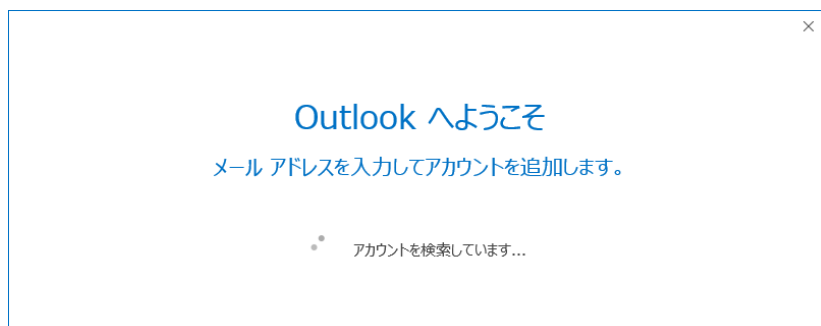 Outlook へようこそ
メール アドレスを入力してアカウントを追加します。
アカウントを検索しています...